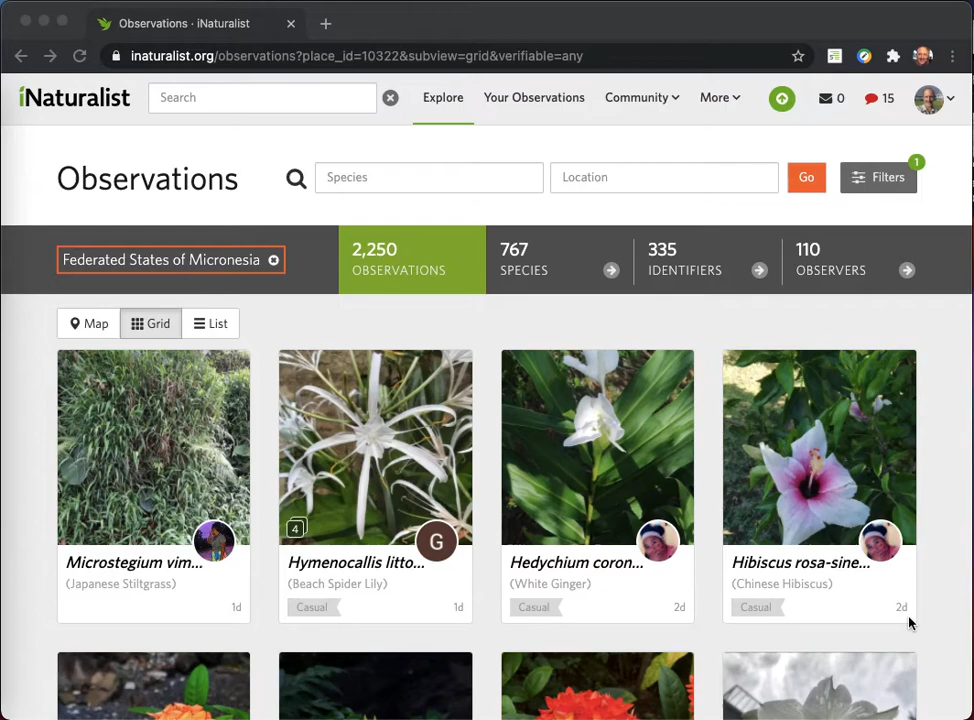 Observations · iNaturalist
inaturalist.org/observations?place_id=10322&subview=grid&verifiable=any
iNaturalist
Search
Explore
Your Observations
Community
More
0
15
Observations
Species
Location
Go
Filters
1
Federated States of Micronesia
2,250
OBSERVATIONS
767
SPECIES
335
IDENTIFIERS
110
OBSERVERS
Map
Grid
List
4
G
Microstegium vim...
(Japanese Stiltgrass)
1d
Hymenocallis litto...
(Beach Spider Lily)
Casual
1d
Hedychium coron...
(White Ginger)
Casual
2d
Hibiscus rosa-sine...
(Chinese Hibiscus)
Casual
2d